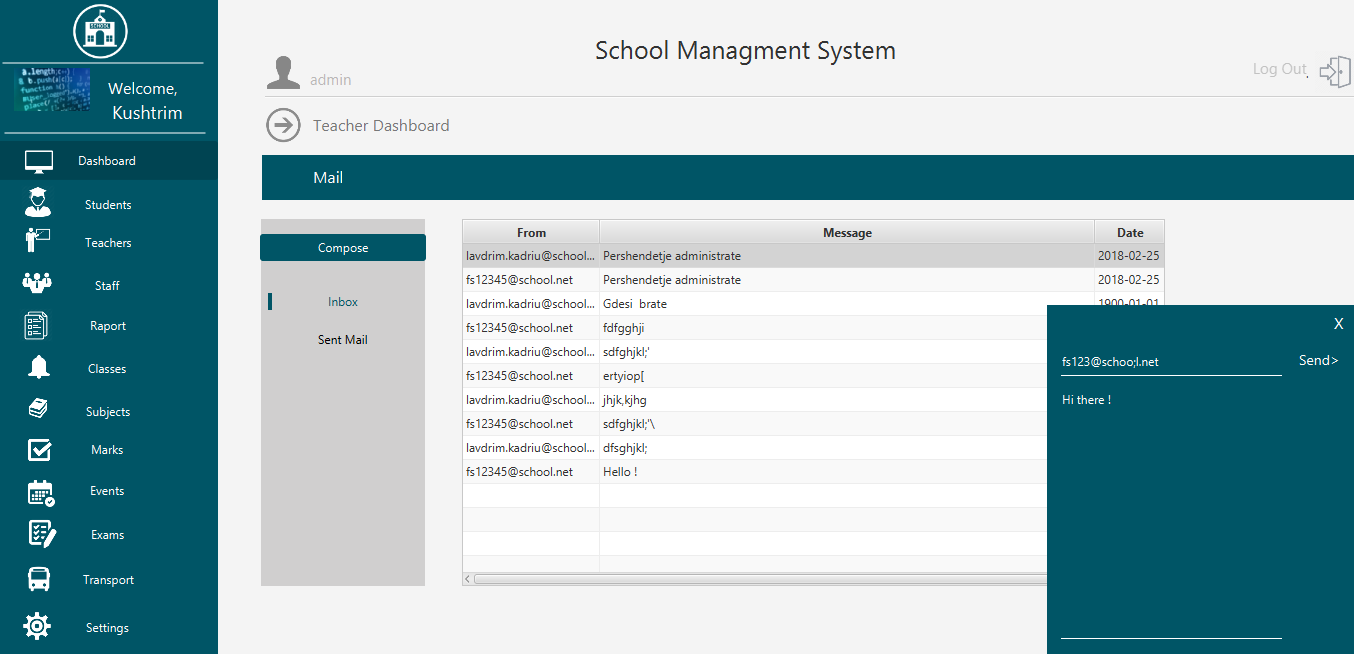 SCHOOL
School Managment System
admin
Log Out
Welcome,
Kushtrim
Teacher Dashboard
Mail
Dashboard
Students
Teachers
Staff
Raport
Classes
Subjects
Marks
Events
Exams
Transport
Settings
Compose
Inbox
Sent Mail
From Message Date
lavdrim.kadriu@school... Pershendetje administrate 2018-02-25
fs12345@school.net Pershendetje administrate 2018-02-25
lavdrim.kadriu@school... Gdesi brate 1900-01-01
fs12345@school.net fdfgghji
lavdrim.kadriu@school... sdfghjkl;'
fs12345@school.net ertyiop[
lavdrim.kadriu@school... jhjk,kjhg
fs12345@school.net sdfghjkl;'\
lavdrim.kadriu@school... dfsghjkl;
fs12345@school.net Hello !
X
fs123@schoo;l.net Send>
Hi there !